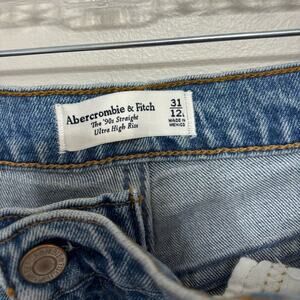 Abercrombie & Fitch
The '90s Straight
Ultra High Rise
31
12L
MADE IN
MEXICO